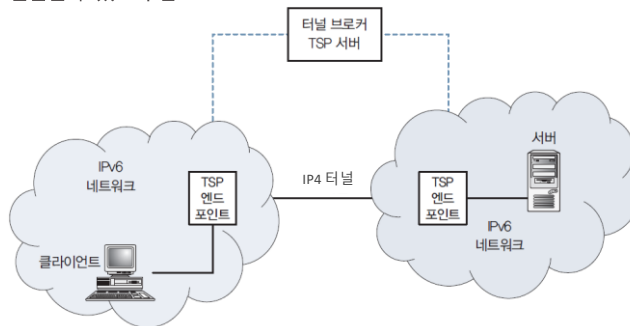 터널 브로커
TSP 서버
서버
IPv6
네트워크
TSP
엔드
포인트
IP4 터널
TSP
엔드
포인트
IPv6
네트워크
클라이언트